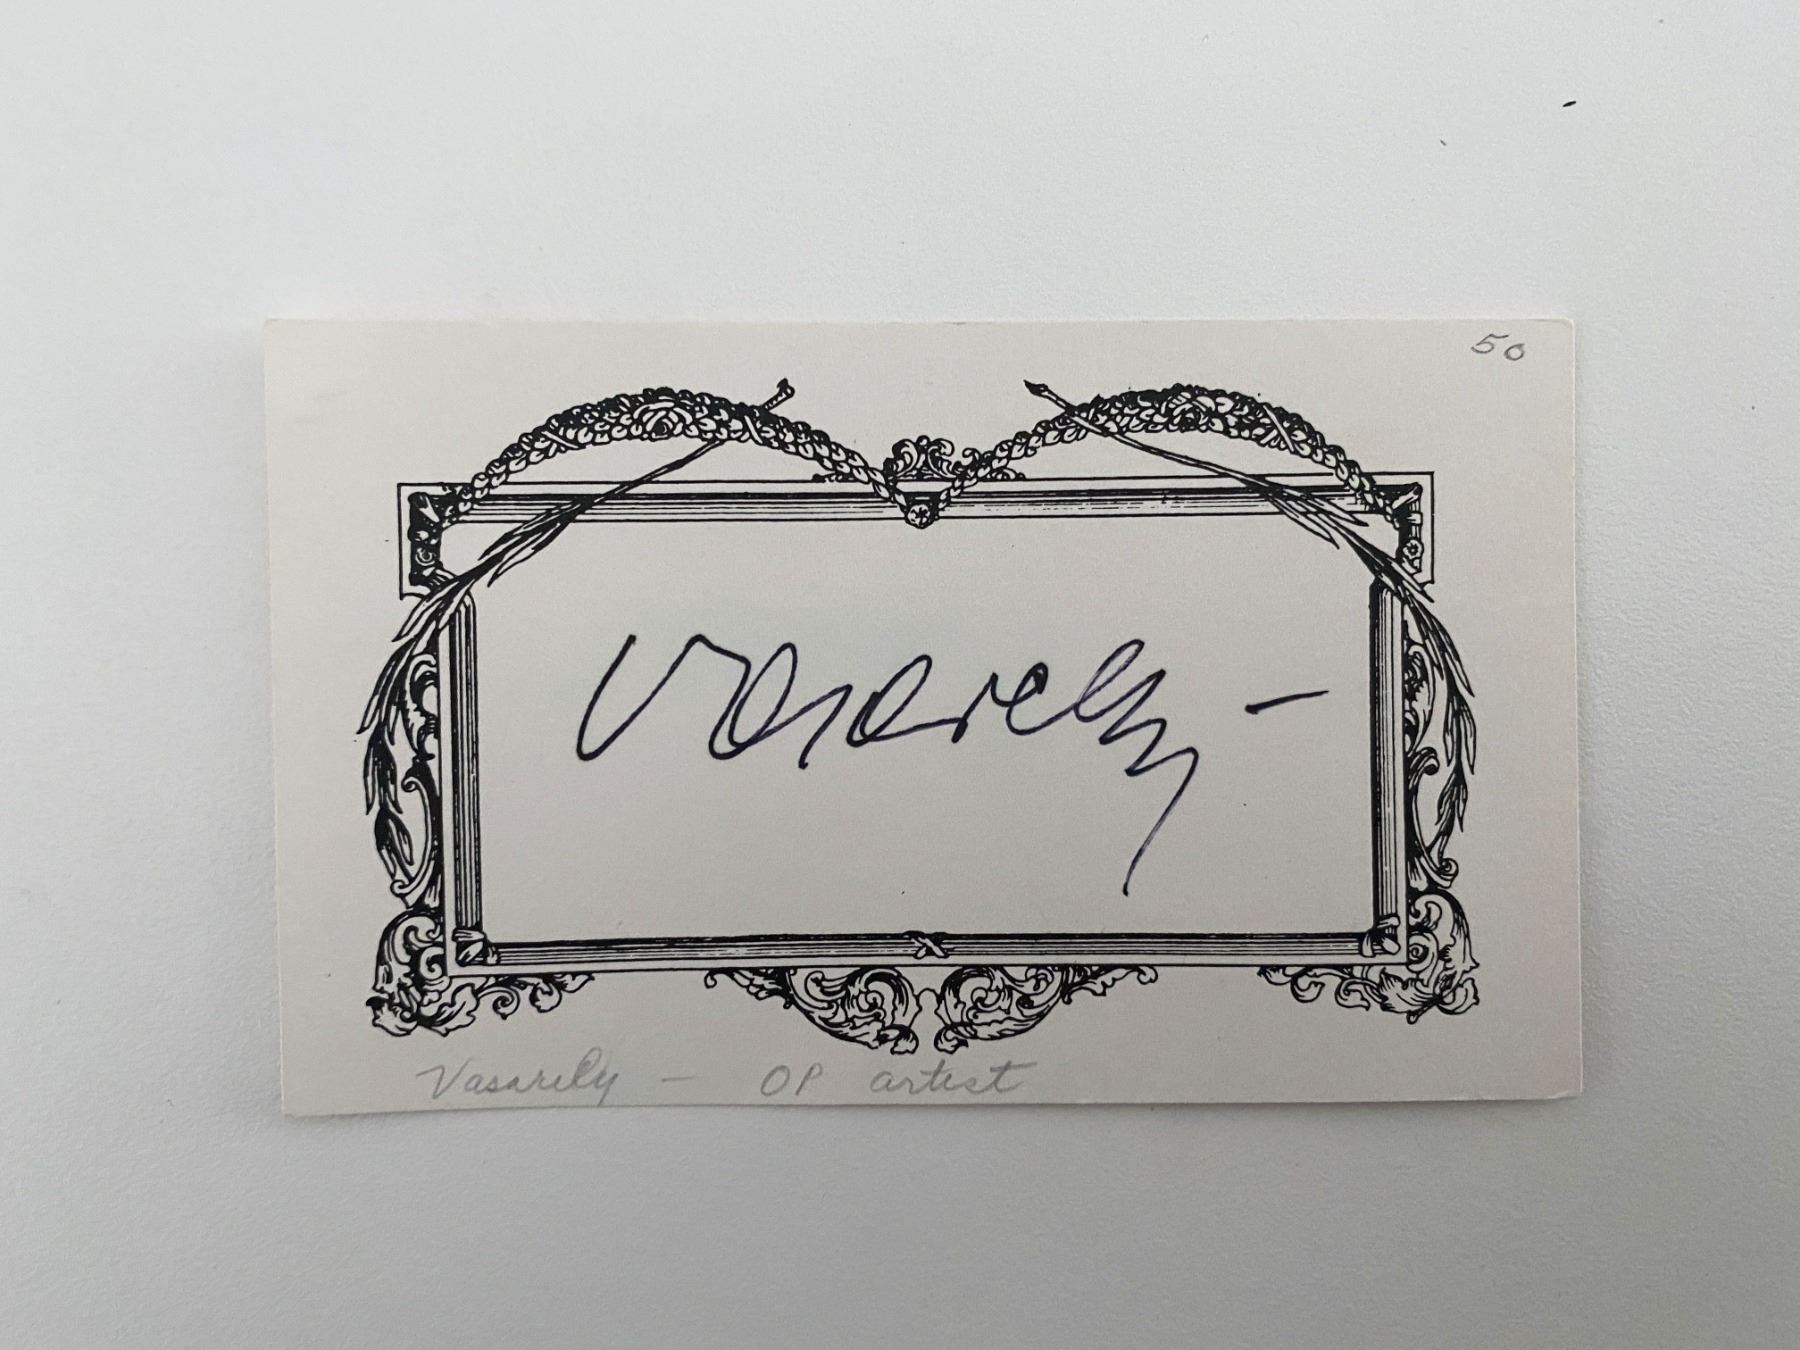 50
Vasarely -
Vasarely - OP artist